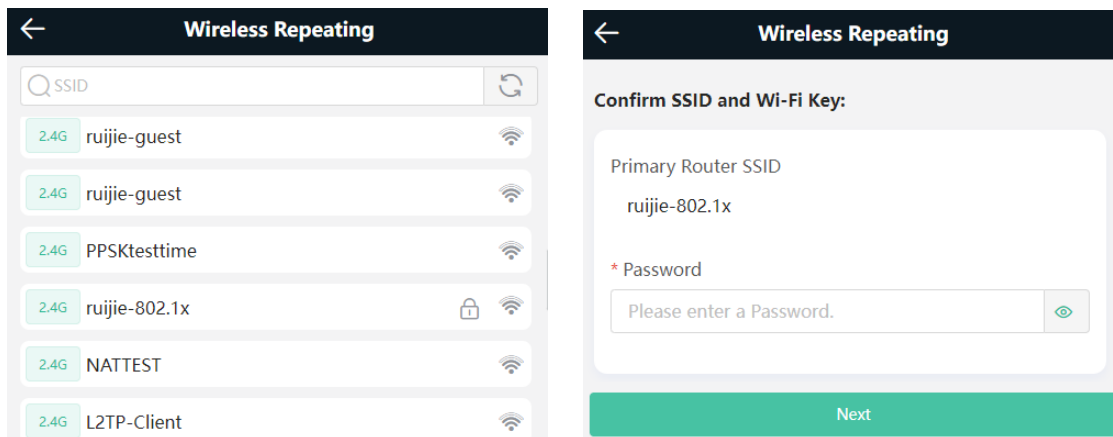 Wireless Repeating
SSID
2.4G ruijie-guest
2.4G ruijie-guest
2.4G PPSKtesttime
2.4G ruijie-802.1x
2.4G NATTEST
2.4G L2TP-Client
Wireless Repeating
Confirm SSID and Wi-Fi Key:
Primary Router SSID
ruijie-802.1x
* Password
Please enter a Password.
Next